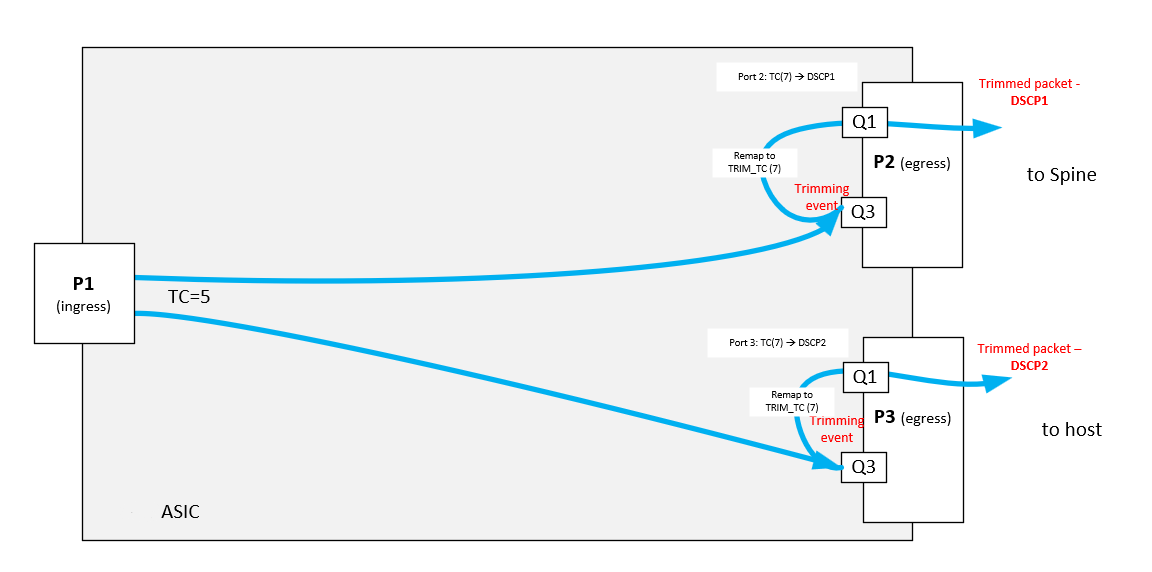 Port 2: TC(7) → DSCP1
Trimmed packet -
DSCP1
Q1
Remap to
TRIM_TC (7)
P2 (egress)
to Spine
Trimming
event
Q3
P1
(ingress)
TC=5
Port 3: TC(7) → DSCP2
Trimmed packet –
DSCP2
Q1
Remap to
TRIM_TC (7)
P3 (egress)
to host
Trimming
event
Q3
ASIC